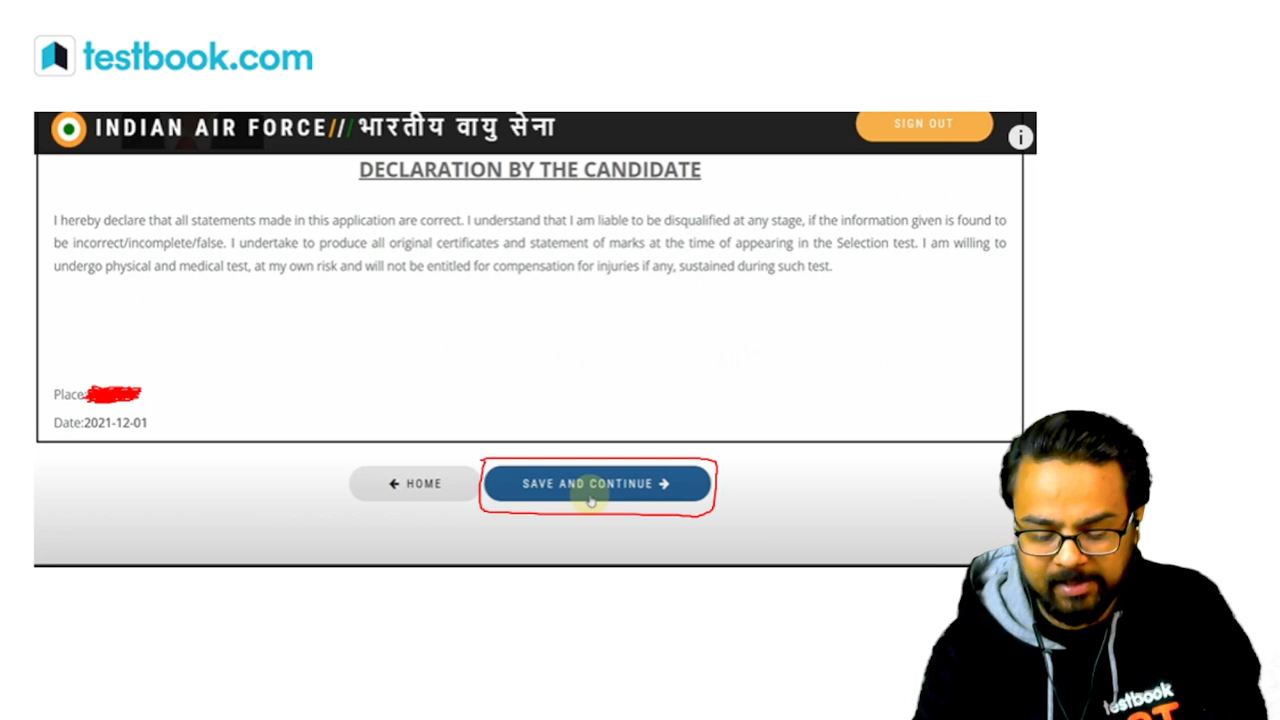 testbook.com
INDIAN AIR FORCE//भारतीय वायु सेना
SIGN OUT
i
DECLARATION BY THE CANDIDATE
I hereby declare that all statements made in this application are correct. I understand that I am liable to be disqualified at any stage, if the information given is found to
be incorrect/incomplete/false. I undertake to produce all original certificates and statement of marks at the time of appearing in the Selection test. I am willing to
undergo physical and medical test, at my own risk and will not be entitled for compensation for injuries if any, sustained during such test.
Place:
Date:2021-12-01
← HOME
SAVE AND CONTINUE →
testbook